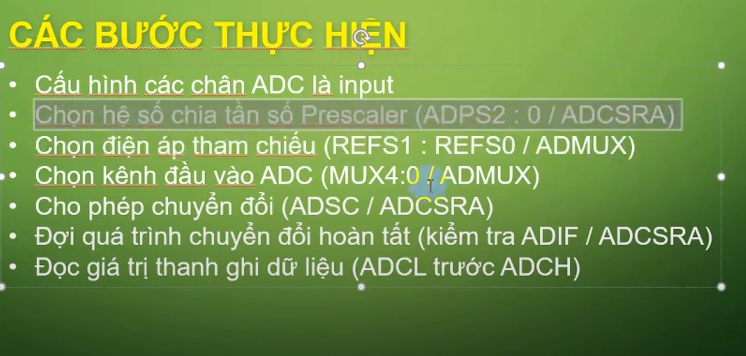 CÁC BƯỚC THỰC HIỆN
• Cấu hình các chân ADC là input
• Chọn hệ số chia tần số Prescaler (ADPS2 : 0 / ADCSRA)
• Chọn điện áp tham chiếu (REFS1 : REFS0 / ADMUX)
• Chọn kênh đầu vào ADC (MUX4:0 / ADMUX)
• Cho phép chuyển đổi (ADSC / ADCSRA)
• Đợi quá trình chuyển đổi hoàn tất (kiểm tra ADIF / ADCSRA)
• Đọc giá trị thanh ghi dữ liệu (ADCL trước ADCH)